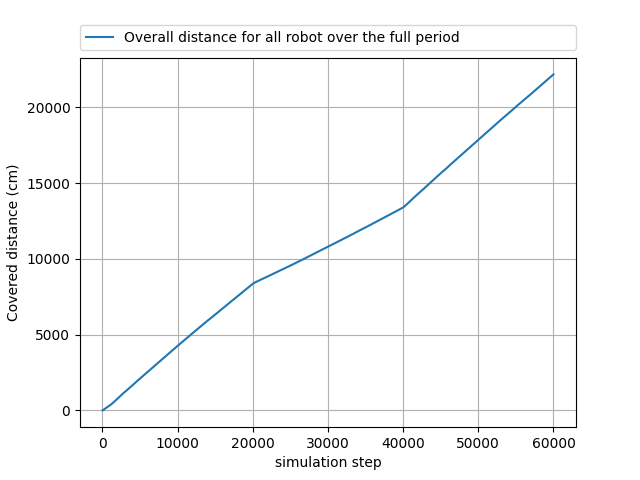 Overall distance for all robot over the full period
20000
15000
10000
5000
0
Covered distance (cm)
0 10000 20000 30000 40000 50000 60000
simulation step